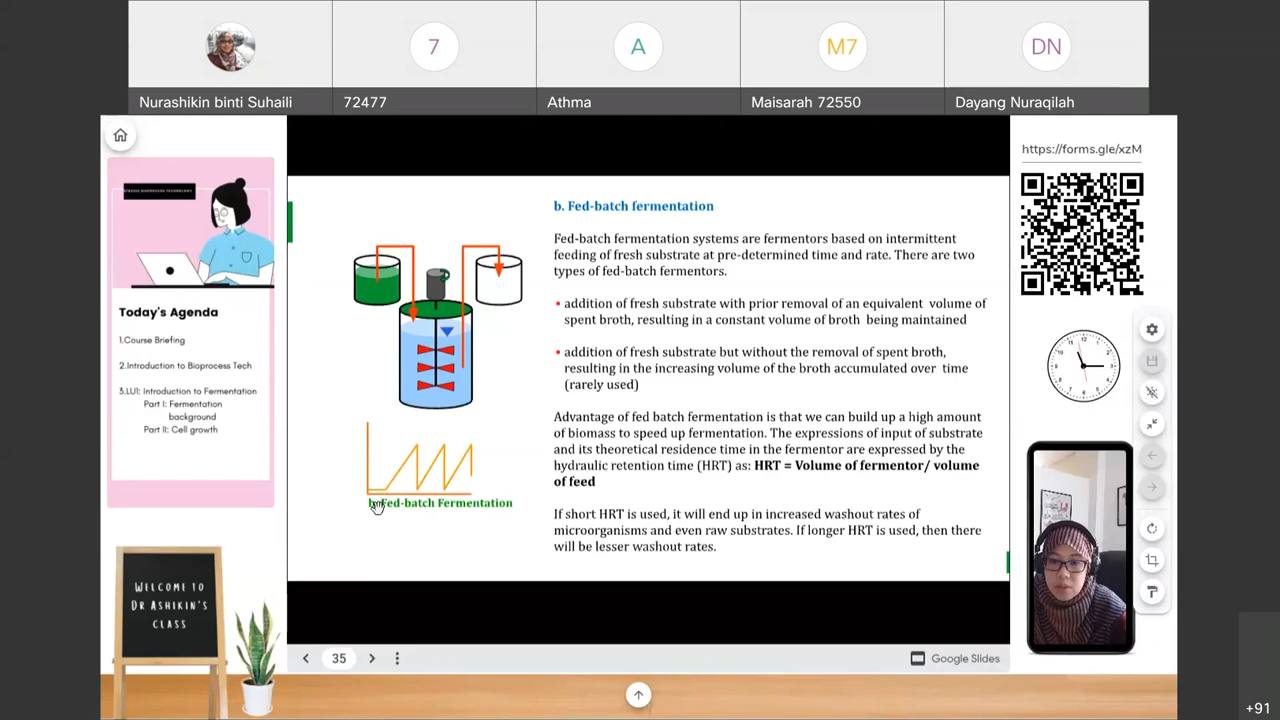 7
A
M7
DN
Nurashikin binti Suhaili
72477
Athma
Maisarah 72550
Dayang Nuraqilah
Today's Agenda
1.Course Briefing
2.Introduction to Bioprocess Tech
3.LU1: Introduction to Fermentation
Part I: Fermentation
background
Part II: Cell growth
WELCOME TO
DR ASHIKIN'S
CLASS
b. Fed-batch Fermentation
b. Fed-batch fermentation
Fed-batch fermentation systems are fermentors based on intermittent
feeding of fresh substrate at pre-determined time and rate. There are two
types of fed-batch fermentors.
▪ addition of fresh substrate with prior removal of an equivalent volume of
spent broth, resulting in a constant volume of broth being maintained
▪ addition of fresh substrate but without the removal of spent broth,
resulting in the increasing volume of the broth accumulated over time
(rarely used)
Advantage of fed batch fermentation is that we can build up a high amount
of biomass to speed up fermentation. The expressions of input of substrate
and its theoretical residence time in the fermentor are expressed by the
hydraulic retention time (HRT) as: HRT = Volume of fermentor/ volume
of feed
If short HRT is used, it will end up in increased washout rates of
microorganisms and even raw substrates. If longer HRT is used, then there
will be lesser washout rates.
35
Google Slides
https://forms.gle/xzM
+91